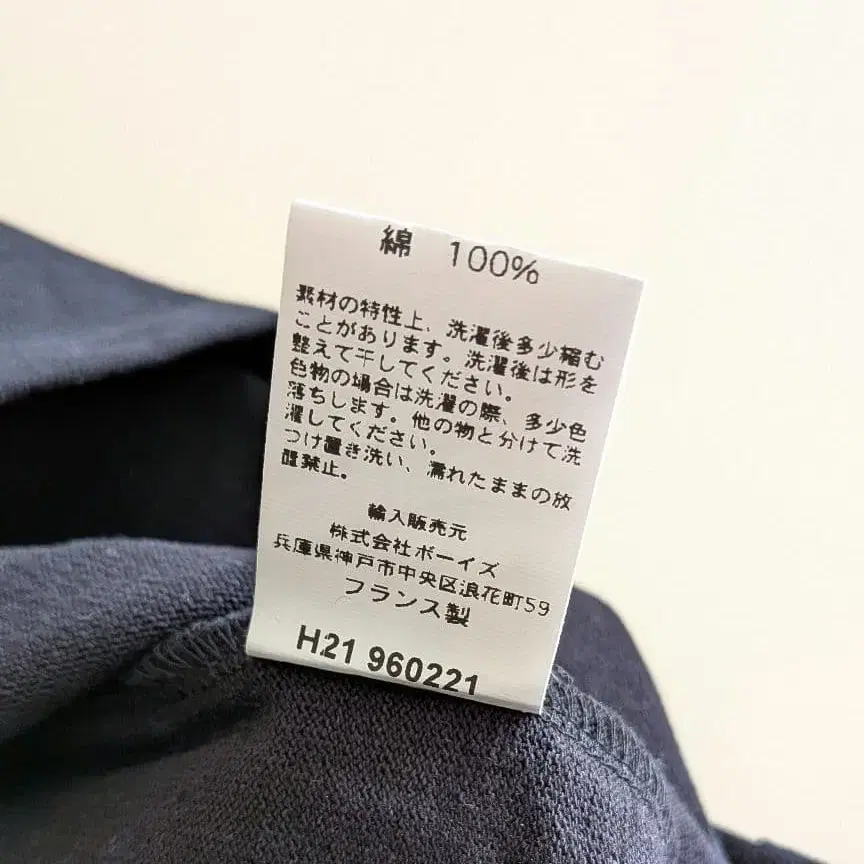 綿 100%
素材の特性上、洗濯後多少縮む
ことがあります。洗濯後は形を
整えて干してください。
色物の場合は洗濯の際、多少色
落ちします。他の物と分けて洗
濯してください。
つけ置き洗い、濡れたままの放
置禁止。
輸入販売元
株式会社ボーイズ
兵庫県神戸市中央区浪花町59
フランス製
H21 960221